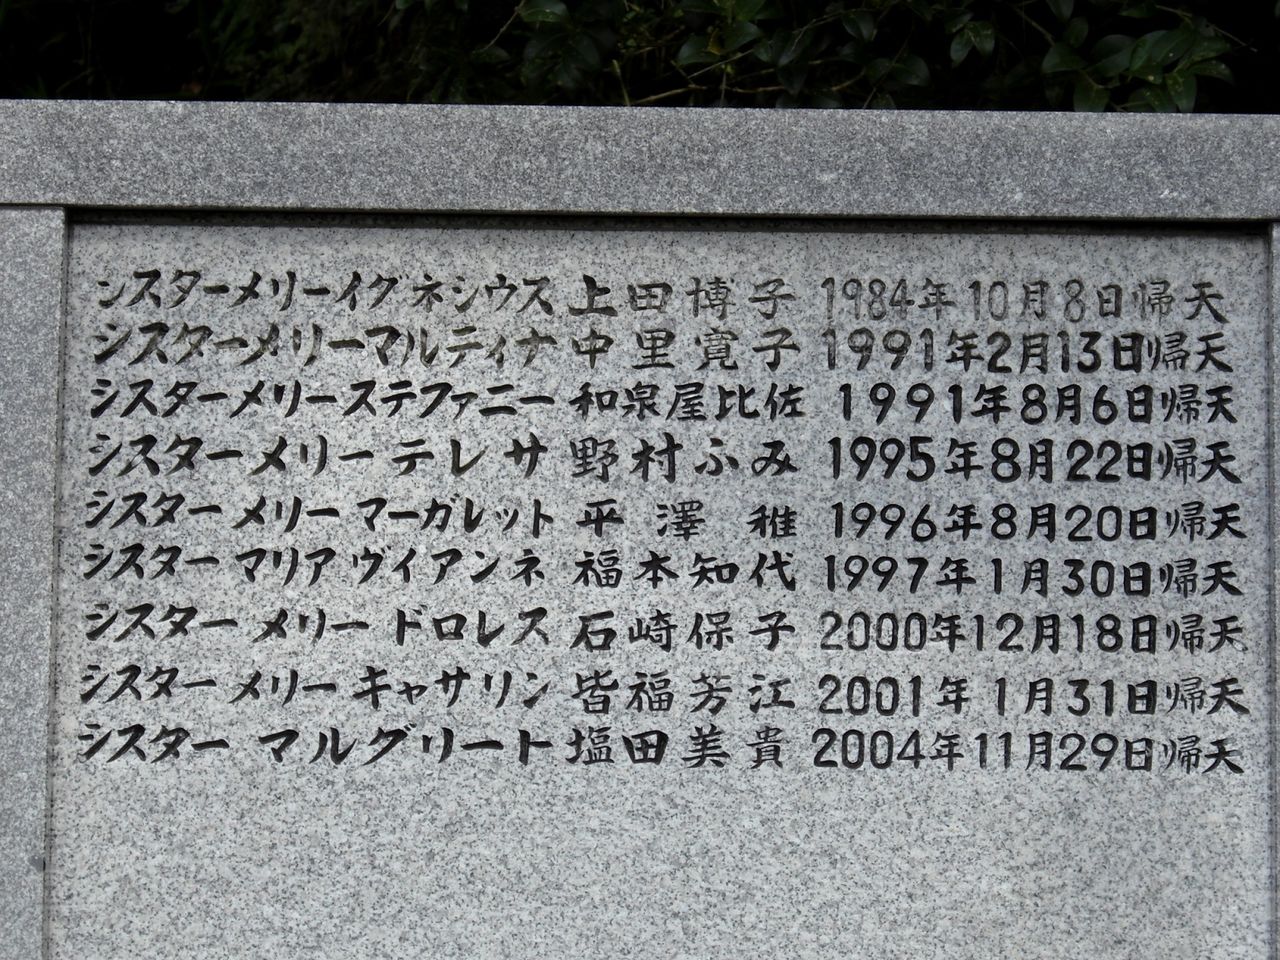 シスターメリーイグネシウス 上田博子 1984年10月8日帰天
シスターメリーマルティナ 中里寛子 1991年2月13日帰天
シスターメリーステファニー 和泉屋比佐 1991年8月6日帰天
シスターメリーテレサ 野村ふみ 1995年8月22日帰天
シスターメリーマーガレット 平澤 稚 1996年8月20日帰天
シスター マリア ヴィアンネ 福本知代 1997年1月30日帰天
シスター メリー ドロレス 石崎保子 2000年12月18日帰天
シスター メリー キャサリン 皆福芳江 2001年1月31日帰天
シスター マルグリート 塩田美貴 2004年11月29日帰天